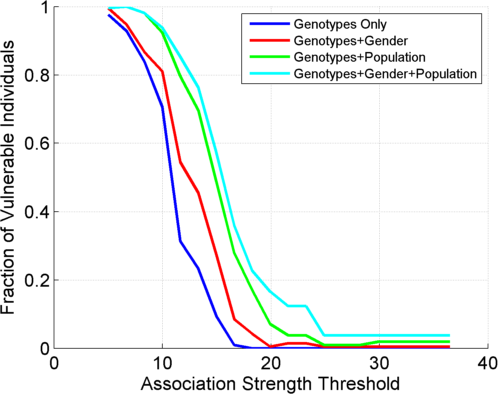 Genotypes Only
Genotypes+Gender
Genotypes+Population
Genotypes+Gender+Population
1
0.8
0.6
0.4
0.2
0
0 10 20 30 40
Fraction of Vulnerable Individuals
Association Strength Threshold